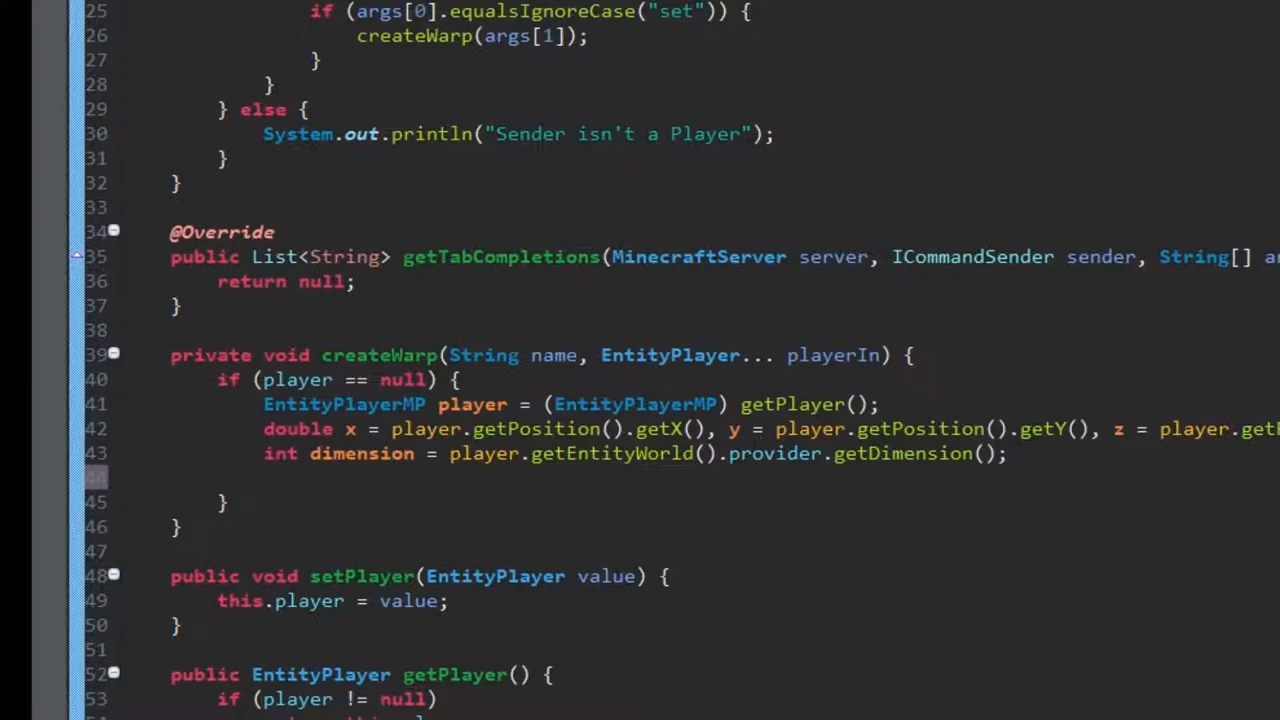 25 if (args[0].equalsIgnoreCase("set")) {
26 createWarp(args[1]);
27 }
28 }
29 } else {
30 System.out.println("Sender isn't a Player");
31 }
32 }
33
34 @Override
35 public List<String> getTabCompletions(MinecraftServer server, ICommandSender sender, String[] a
36 return null;
37 }
38
39 private void createWarp(String name, EntityPlayer... playerIn) {
40 if (player == null) {
41 EntityPlayerMP player = (EntityPlayerMP) getPlayer();
42 double x = player.getPosition().getX(), y = player.getPosition().getY(), z = player.get
43 int dimension = player.getEntityWorld().provider.getDimension();
44
45 }
46 }
47
48 public void setPlayer(EntityPlayer value) {
49 this.player = value;
50 }
51
52 public EntityPlayer getPlayer() {
53 if (player != null)